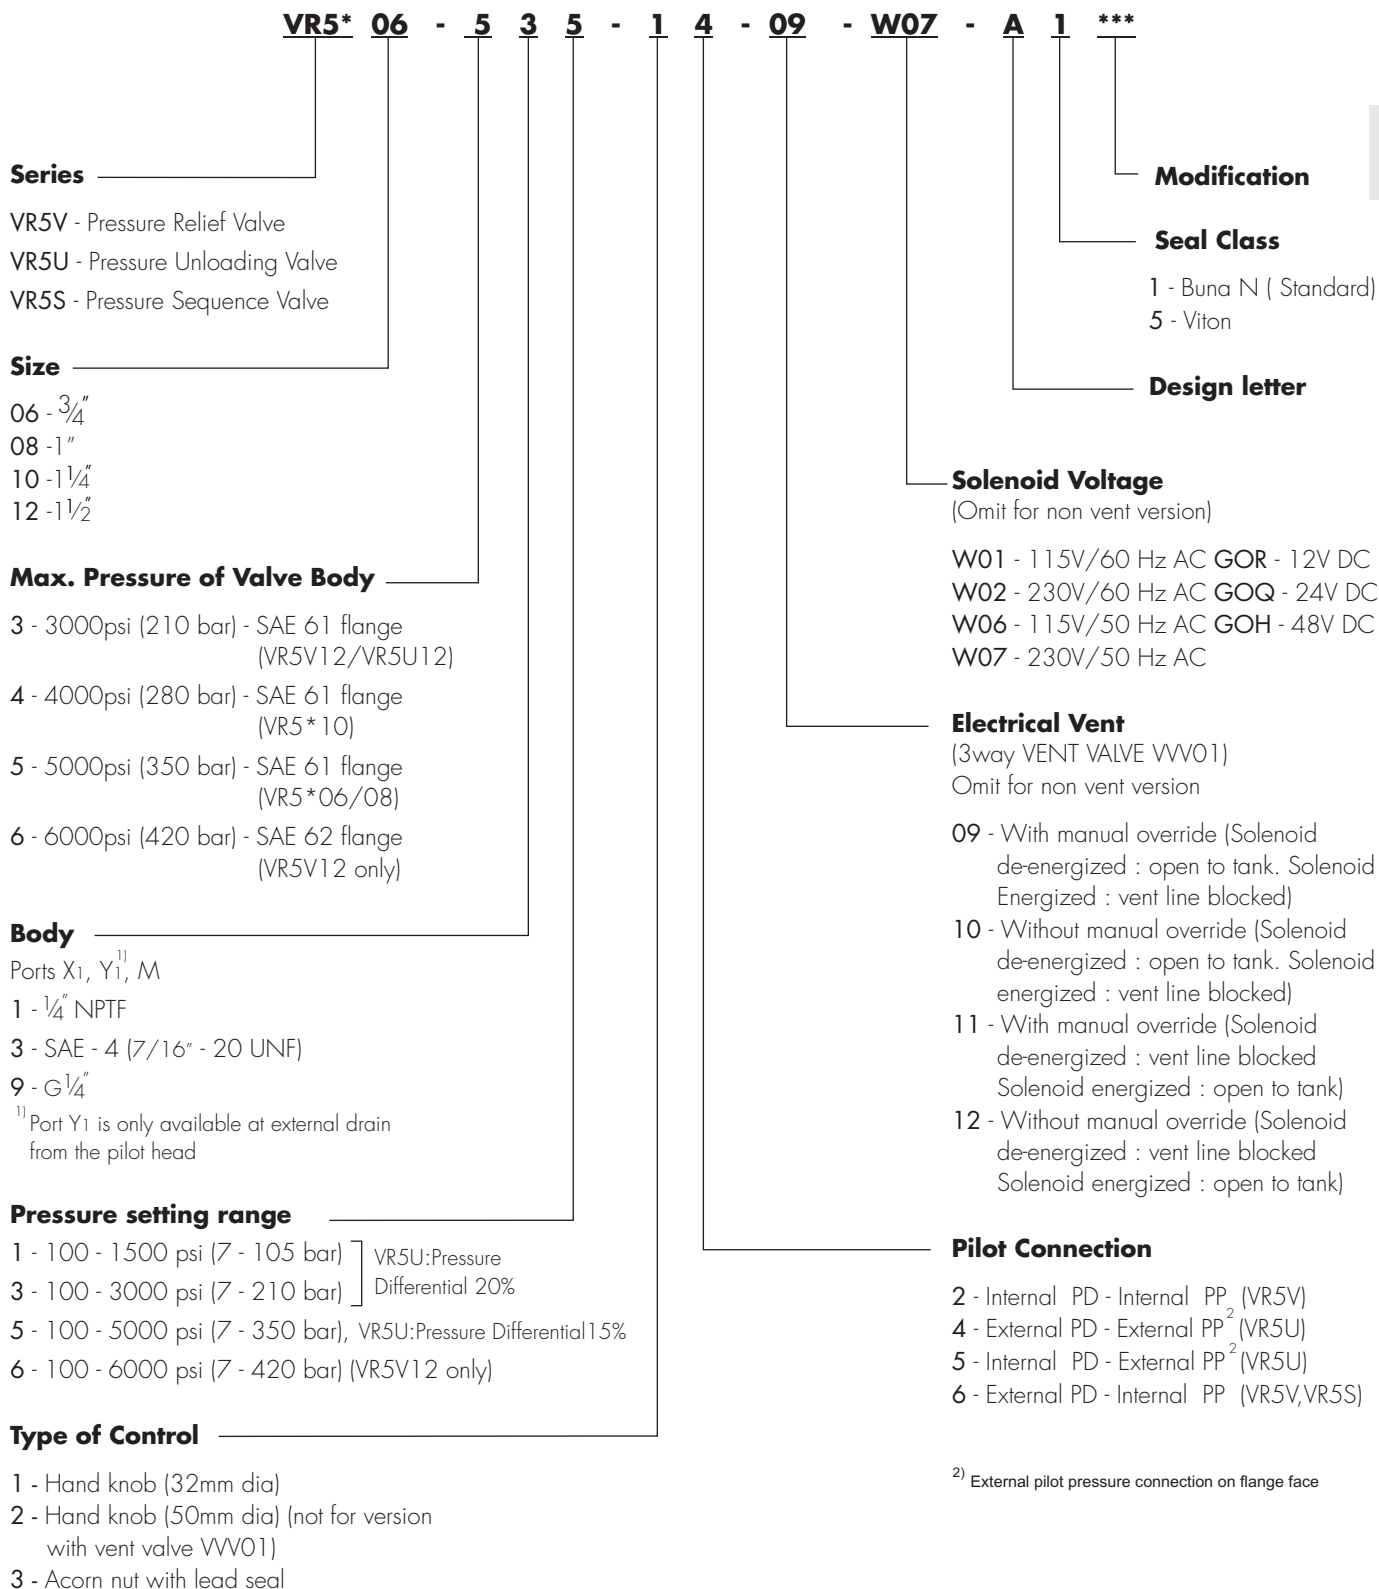 VR5* 06 - 5 3 5 - 1 4 - 09 - W07 - A 1 ***
Series
VR5V - Pressure Relief Valve
VR5U - Pressure Unloading Valve
VR5S - Pressure Sequence Valve
Size
06 - 3/4"
08 -1"
10 -1 1/4"
12 -1 1/2"
Max. Pressure of Valve Body
3 - 3000psi (210 bar) - SAE 61 flange
(VR5V12/VR5U12)
4 - 4000psi (280 bar) - SAE 61 flange
(VR5*10)
5 - 5000psi (350 bar) - SAE 61 flange
(VR5*06/08)
6 - 6000psi (420 bar) - SAE 62 flange
(VR5V12 only)
Body
Ports X1, Y1 1), M
1 - 1/4" NPTF
3 - SAE - 4 (7/16" - 20 UNF)
9 - G1/4"
1) Port Y1 is only available at external drain
from the pilot head
Pressure setting range
1 - 100 - 1500 psi (7 - 105 bar)
3 - 100 - 3000 psi (7 - 210 bar)
VR5U:Pressure
Differential 20%
5 - 100 - 5000 psi (7 - 350 bar), VR5U:Pressure Differential15%
6 - 100 - 6000 psi (7 - 420 bar) (VR5V12 only)
Type of Control
1 - Hand knob (32mm dia)
2 - Hand knob (50mm dia) (not for version
with vent valve VVV01)
3 - Acorn nut with lead seal
Modification
Seal Class
1 - Buna N ( Standard)
5 - Viton
Design letter
Solenoid Voltage
(Omit for non vent version)
W01 - 115V/60 Hz AC GOR - 12V DC
W02 - 230V/60 Hz AC GOQ - 24V DC
W06 - 115V/50 Hz AC GOH - 48V DC
W07 - 230V/50 Hz AC
Electrical Vent
(3way VENT VALVE VVV01)
Omit for non vent version
09 - With manual override (Solenoid
de-energized : open to tank. Solenoid
Energized : vent line blocked)
10 - Without manual override (Solenoid
de-energized : open to tank. Solenoid
energized : vent line blocked)
11 - With manual override (Solenoid
de-energized : vent line blocked
Solenoid energized : open to tank)
12 - Without manual override (Solenoid
de-energized : vent line blocked
Solenoid energized : open to tank)
Pilot Connection
2 - Internal PD - Internal PP (VR5V)
4 - External PD - External PP 2 (VR5U)
5 - Internal PD - External PP 2 (VR5U)
6 - External PD - Internal PP (VR5V,VR5S)
2) External pilot pressure connection on flange face